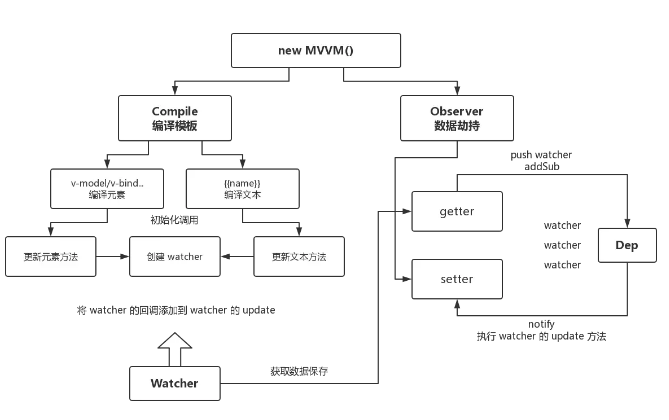 new MVVM()
Compile
编译模板
Observer
数据劫持
push watcher
addSub
v-model/v-bind..
编译元素
{{name}}
编译文本
getter
初始化调用
watcher
watcher
watcher
Dep
更新元素方法
创建 watcher
更新文本方法
setter
将 watcher 的回调添加到 watcher 的 update
notify
执行 watcher 的 update 方法
Watcher
获取数据保存